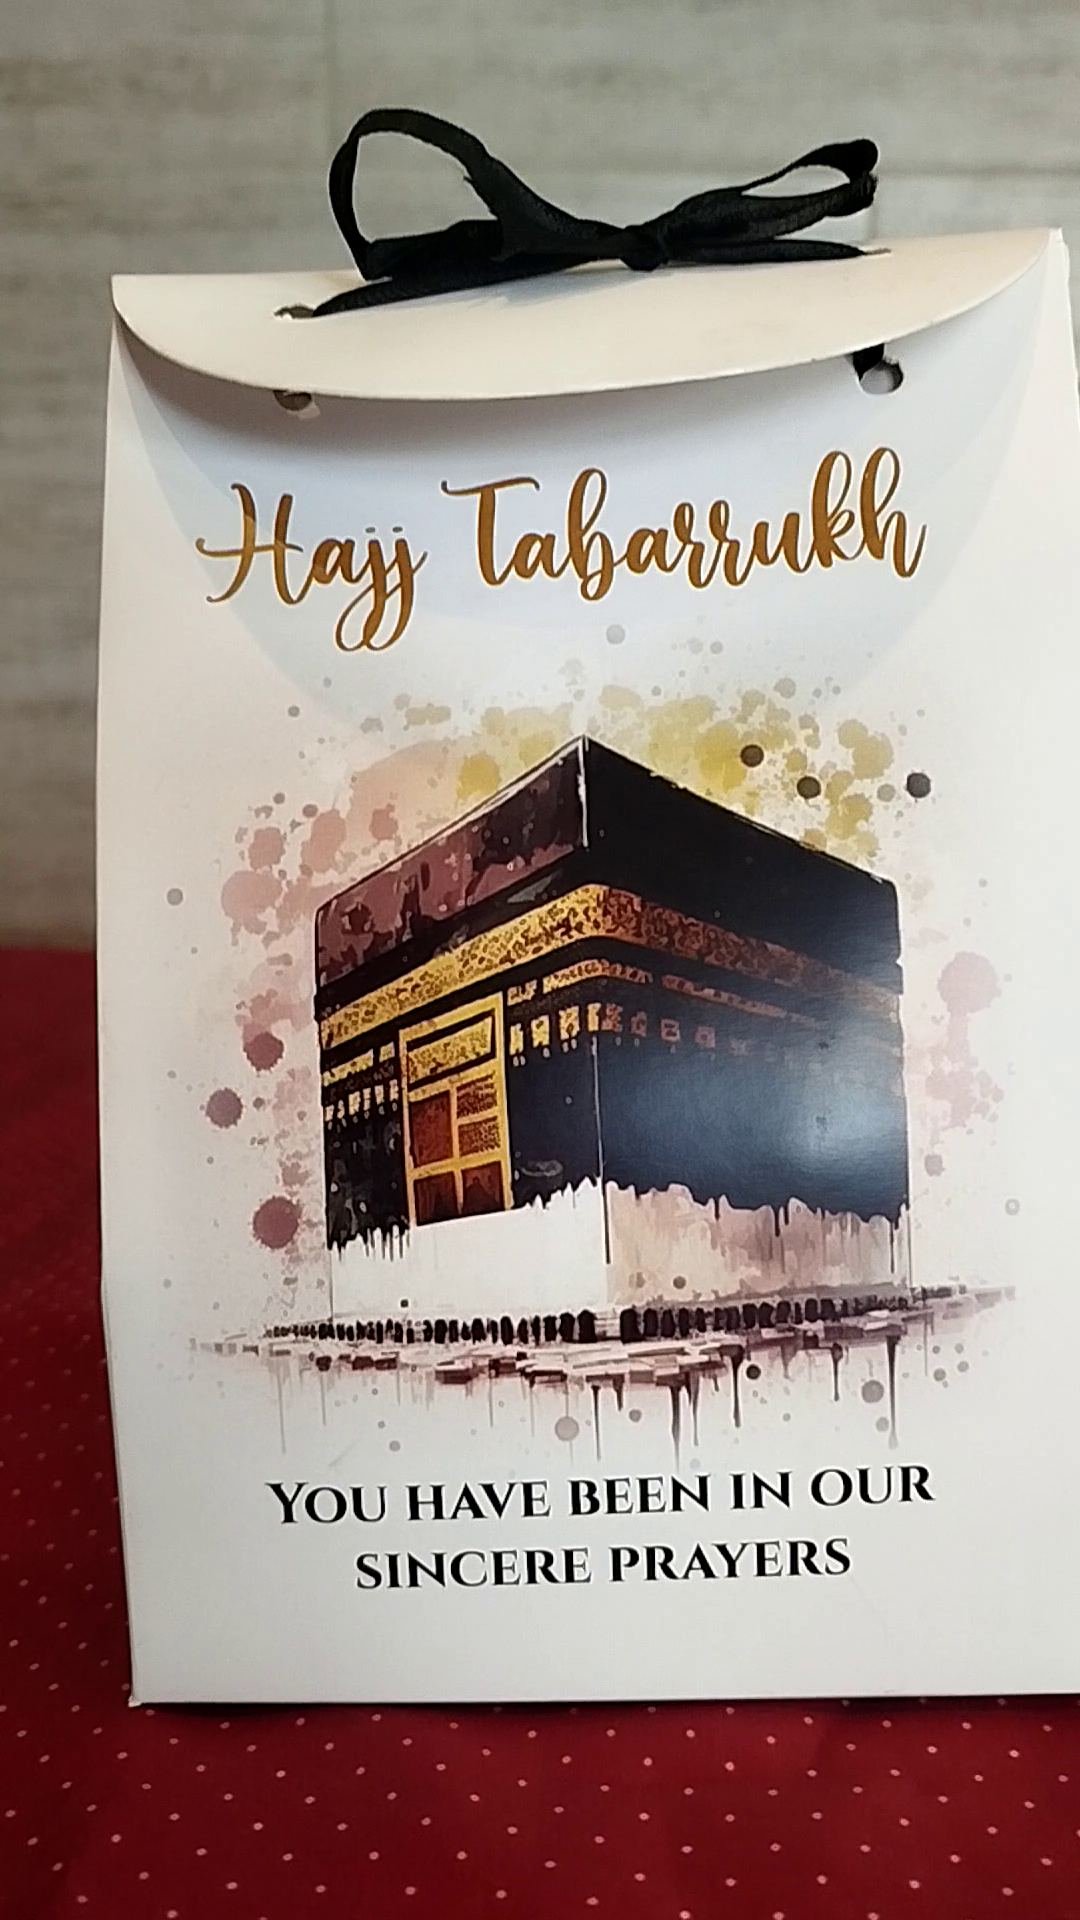 Hajj Tabarrukh
YOU HAVE BEEN IN OUR
SINCERE PRAYERS